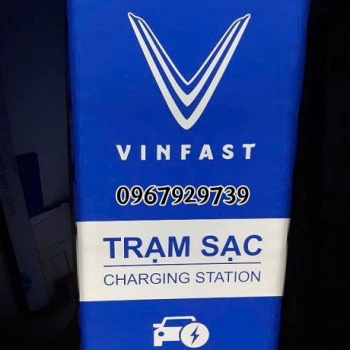 VINFAST
0967929739
TRẠM SẠC
CHARGING STATION